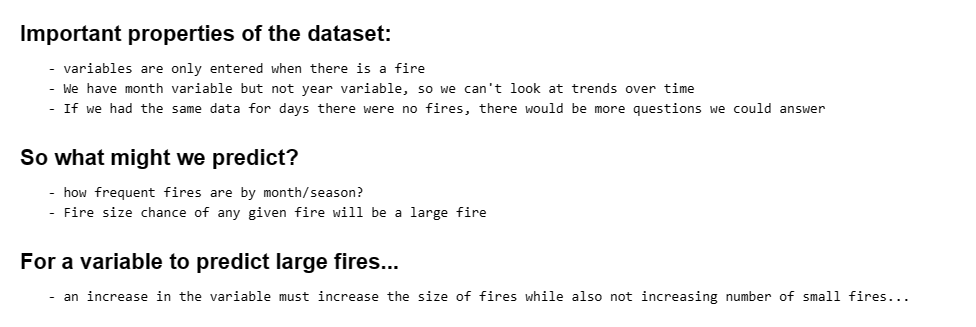 Important properties of the dataset:
- variables are only entered when there is a fire
- We have month variable but not year variable, so we can't look at trends over time
- If we had the same data for days there were no fires, there would be more questions we could answer
So what might we predict?
- how frequent fires are by month/season?
- Fire size chance of any given fire will be a large fire
For a variable to predict large fires...
- an increase in the variable must increase the size of fires while also not increasing number of small fires...